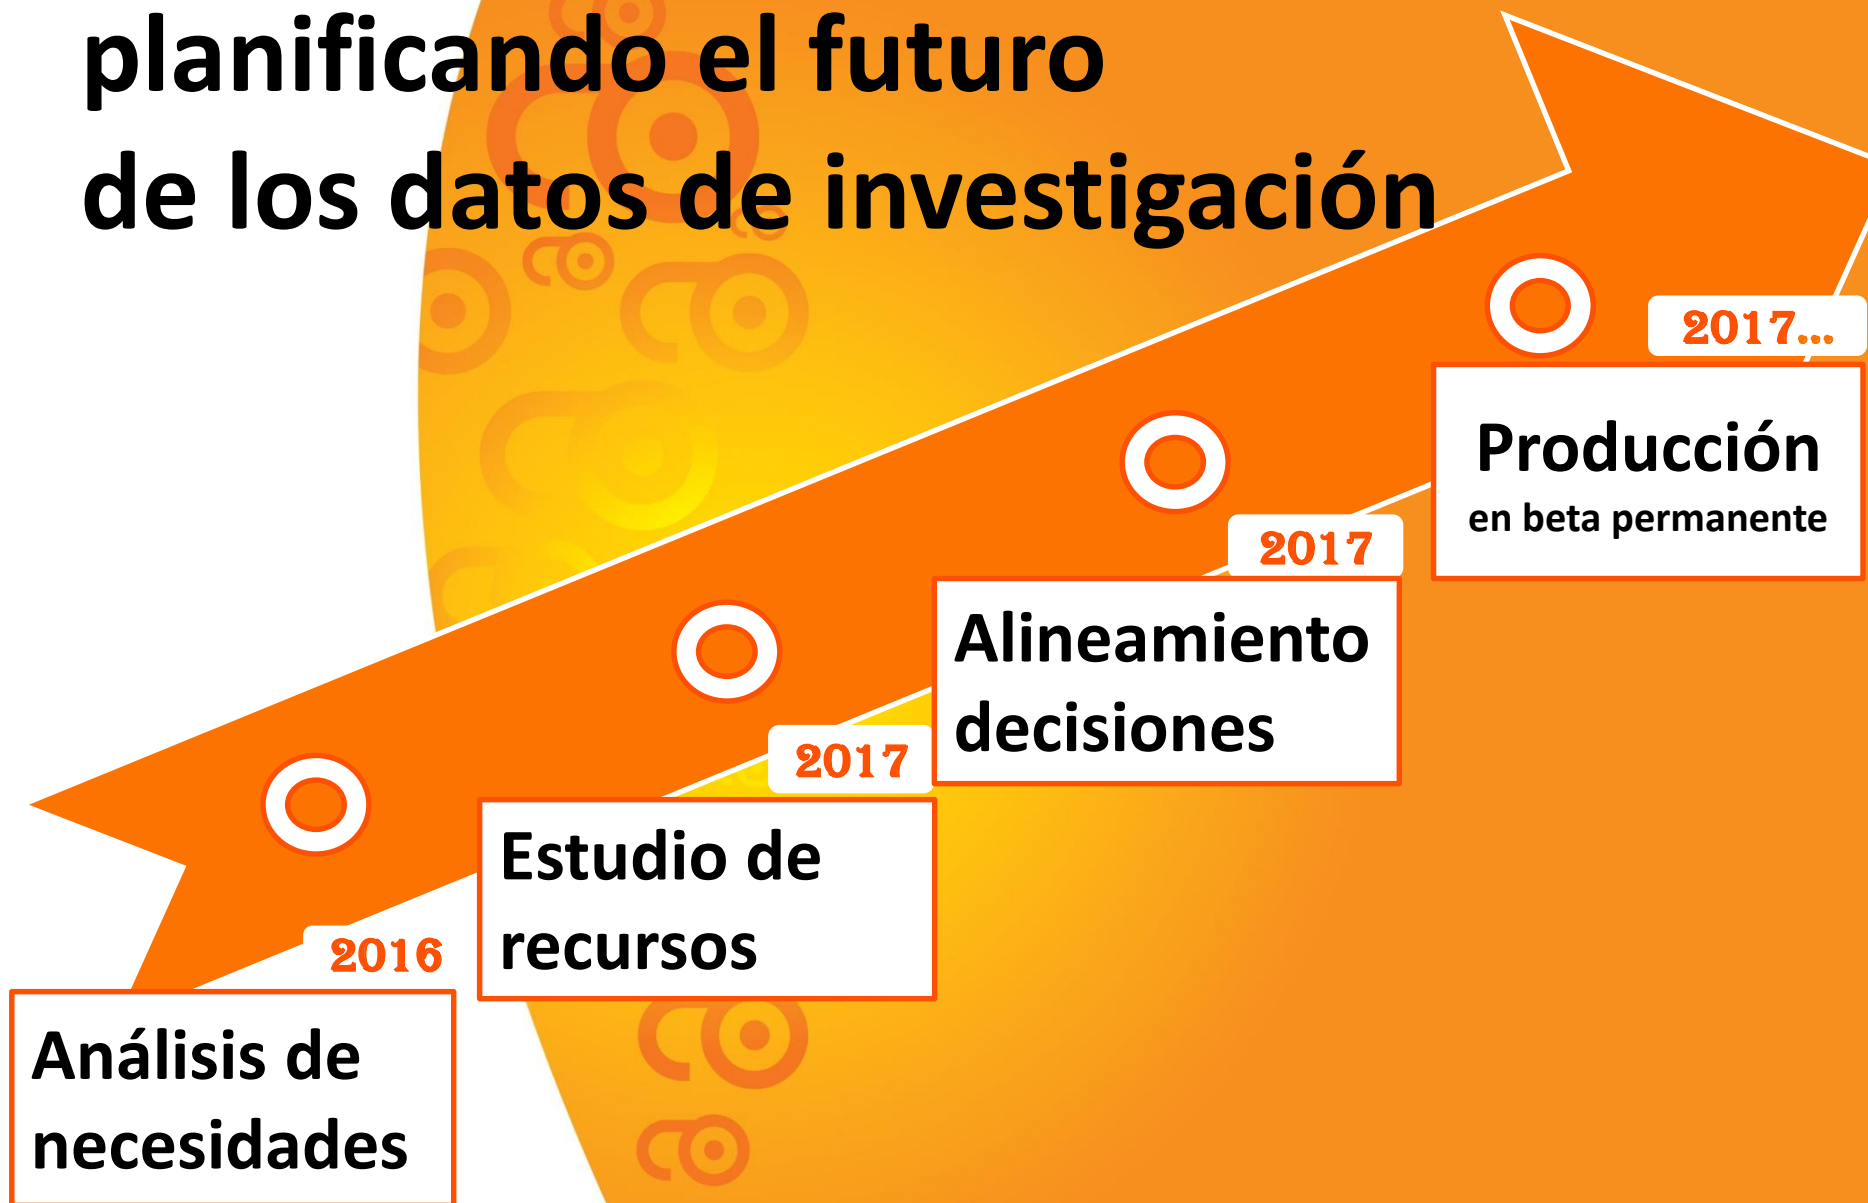 planificando el futuro
de los datos de investigación
2016
Análisis de
necesidades
2017
Estudio de
recursos
2017
Alineamiento
decisiones
2017...
Producción
en beta permanente